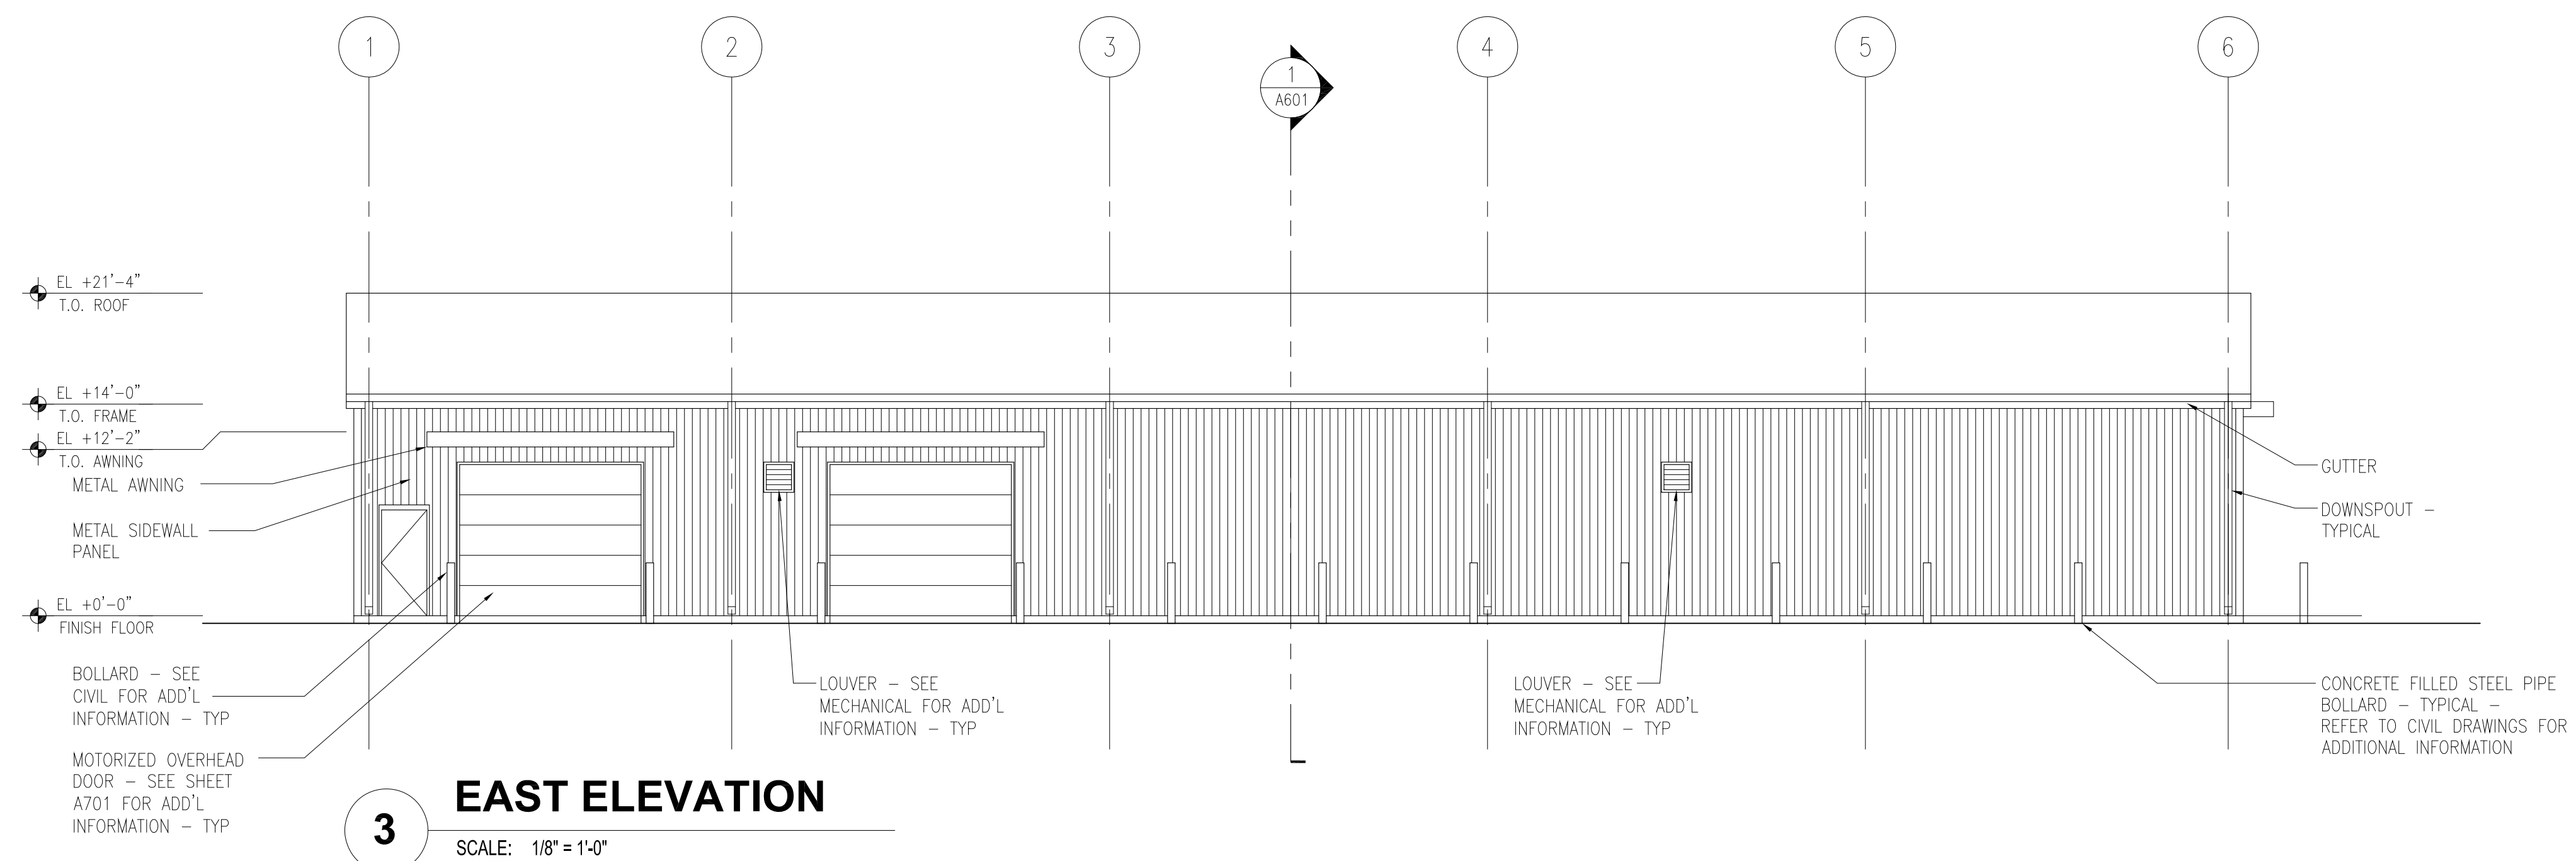 1
2
3
4
5
6
1
A601
EL +21'-4"
T.O. ROOF
EL +14'-0"
T.O. FRAME
EL +12'-2"
T.O. AWNING
METAL AWNING
METAL SIDEWALL
PANEL
EL +0'-0"
FINISH FLOOR
BOLLARD – SEE
CIVIL FOR ADD'L
INFORMATION – TYP
MOTORIZED OVERHEAD
DOOR – SEE SHEET
A701 FOR ADD'L
INFORMATION – TYP
LOUVER – SEE
MECHANICAL FOR ADD'L
INFORMATION – TYP
LOUVER – SEE
MECHANICAL FOR ADD'L
INFORMATION – TYP
GUTTER
DOWNSPOUT –
TYPICAL
CONCRETE FILLED STEEL PIPE
BOLLARD – TYPICAL –
REFER TO CIVIL DRAWINGS FOR
ADDITIONAL INFORMATION
3
EAST ELEVATION
SCALE: 1/8" = 1'-0"